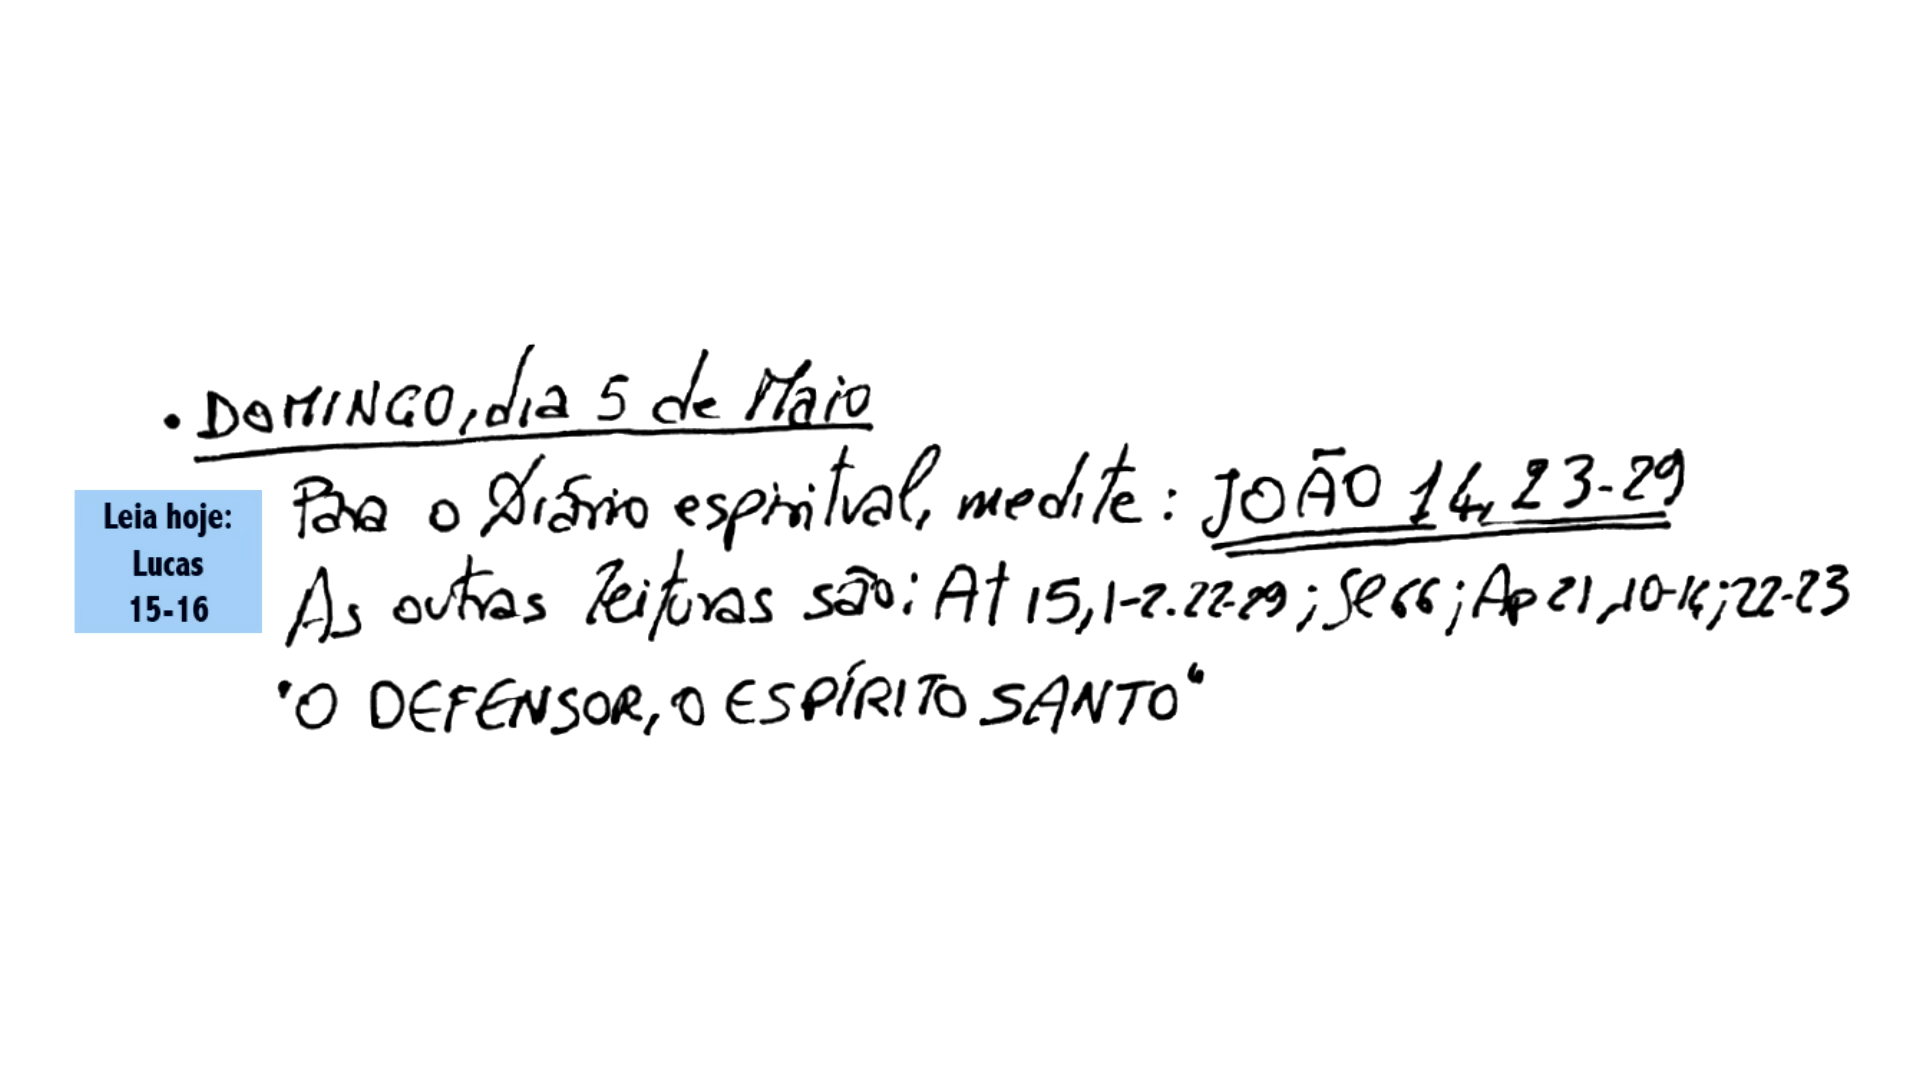 • DOMINGO, dia 5 de Maio
Para o Diário espiritual, medite: JOÃO 14, 23-29
As outras leituras são: At 15,1-2.22-29; Sl 66; Ap 21,10-14;22-23
"O DEFENSOR, O ESPÍRITO SANTO"
Leia hoje:
Lucas
15-16